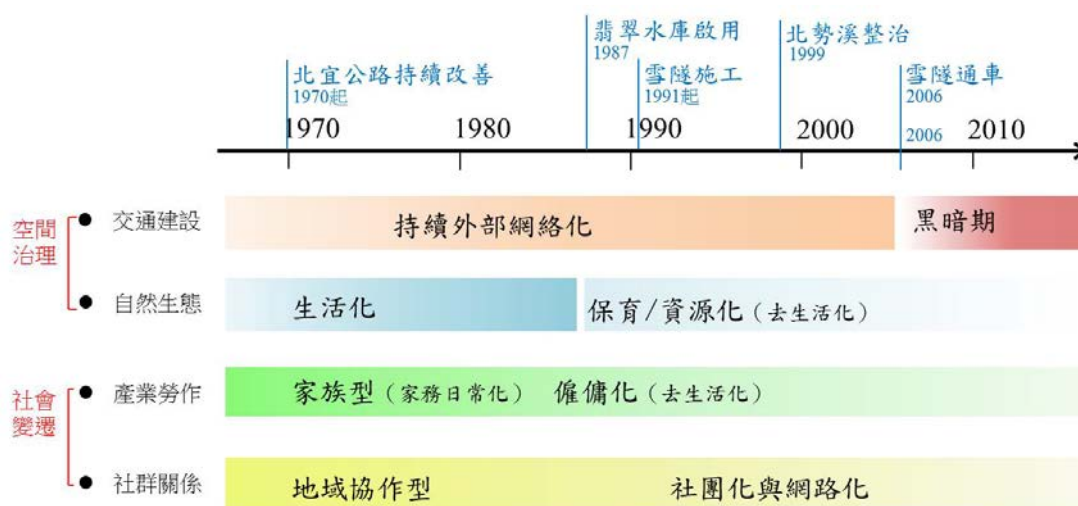 翡翠水庫啟用
1987
北勢溪整治
1999
北宜公路持續改善
1970起
雪隧施工
1991起
雪隧通車
2006
1970
1980
1990
2000
2006
2010
空間
治理
交通建設
持續外部網絡化
黑暗期
自然生態
生活化
保育/資源化(去生活化)
社會
變遷
產業勞作
家族型(家務日常化)
僱傭化(去生活化)
社群關係
地域協作型
社團化與網路化